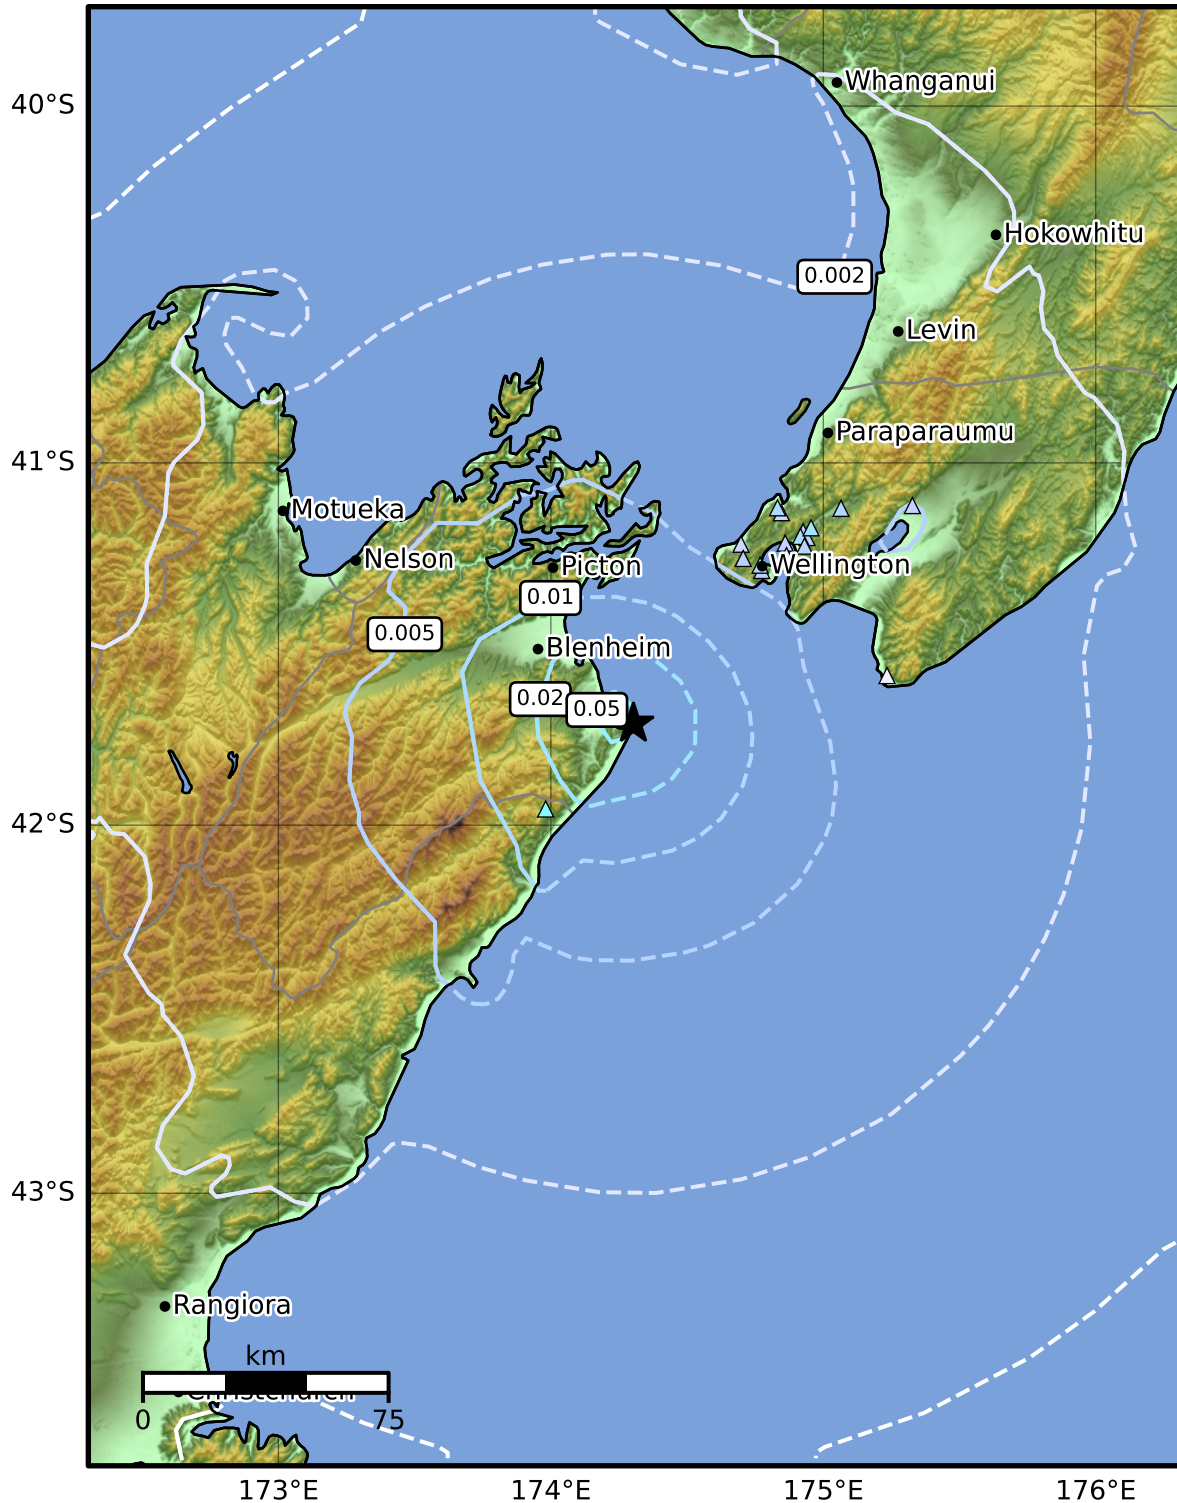 40°S
Whanganui
Hokowhitu
0.002
Levin
Paraparaumu
41°S
Motueka
Nelson
Picton
Wellington
0.01
0.005
Blenheim
0.02
0.05
42°S
43°S
Rangiora
km
Christchurch
0
75
173°E
174°E
175°E
176°E